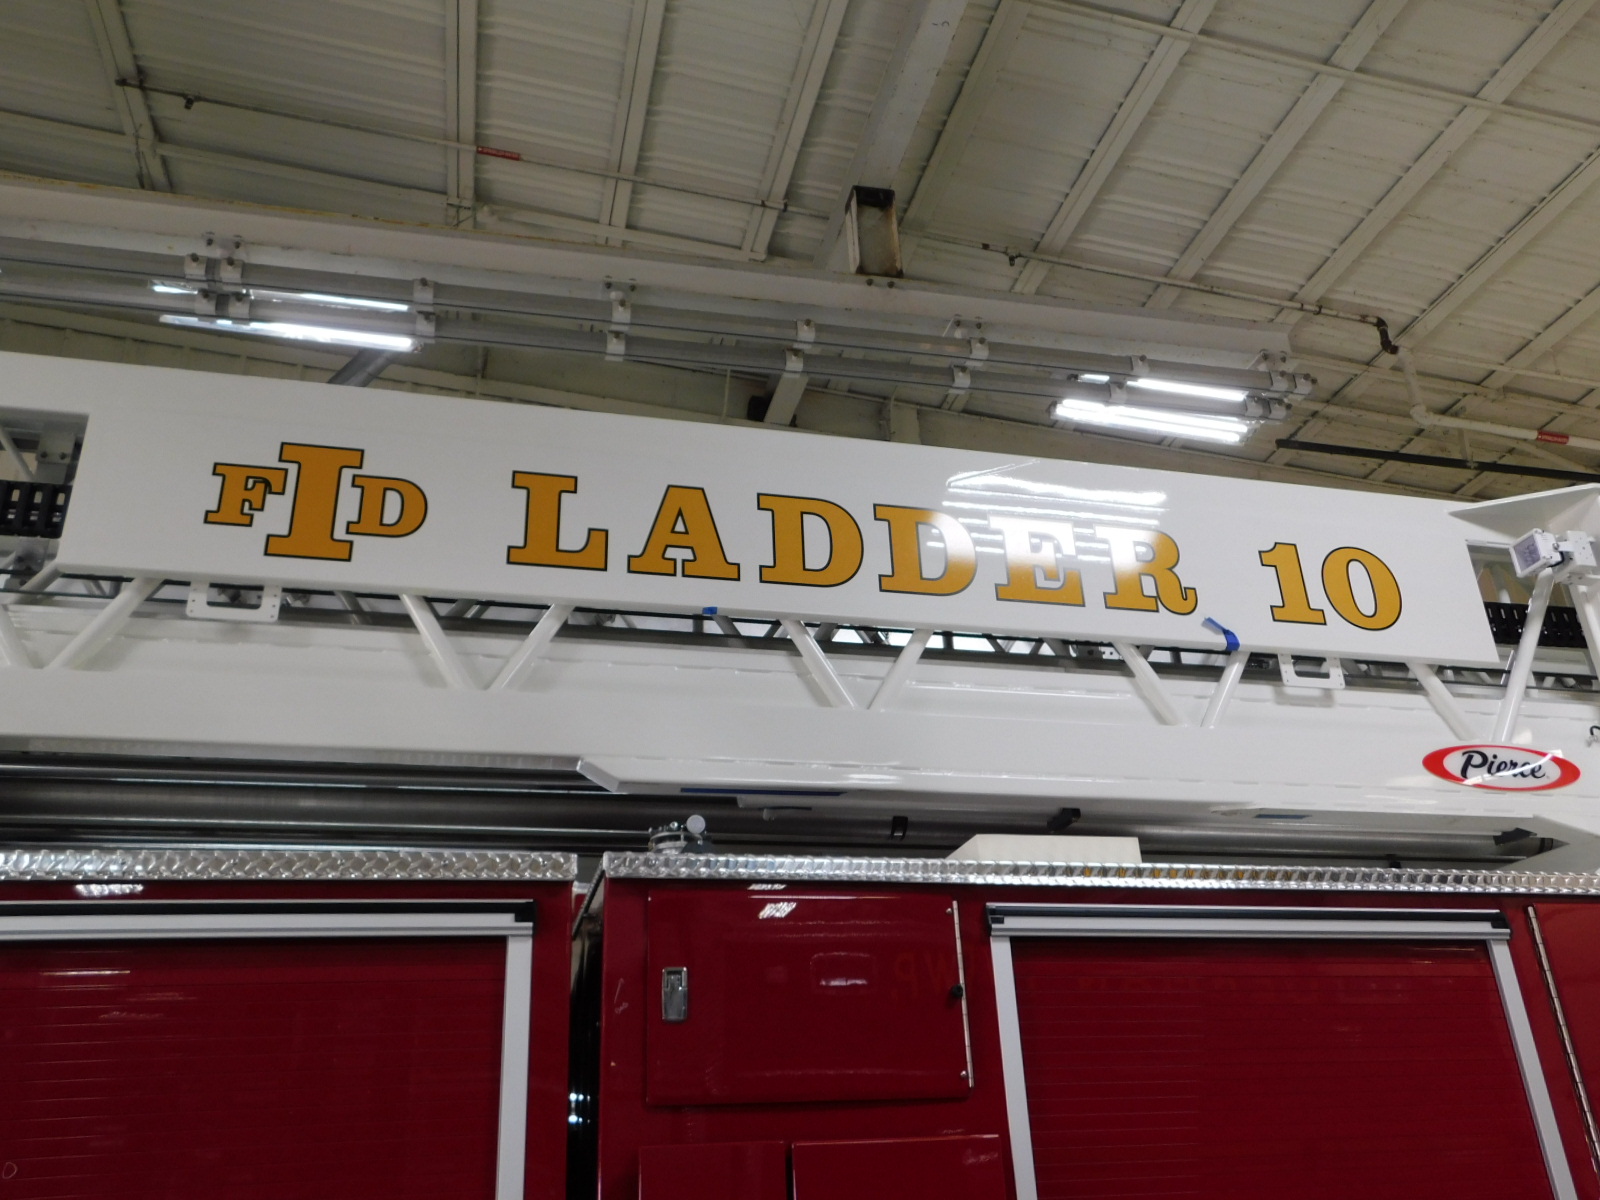 FID LADDER 10
Pierce